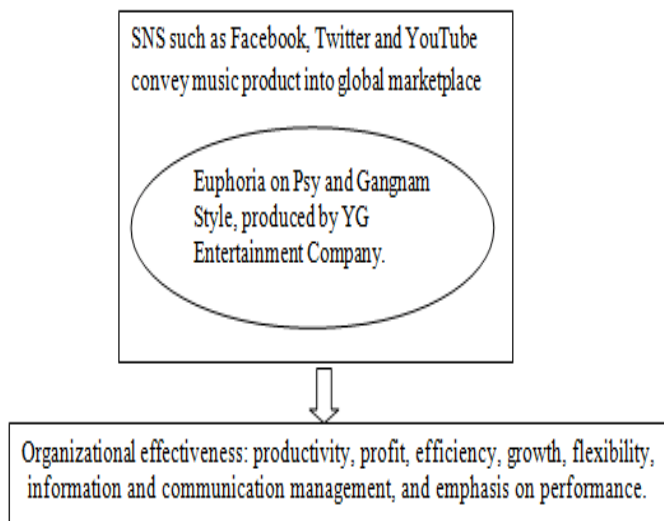 SNS such as Facebook, Twitter and YouTube
convey music product into global marketplace
Euphoria on Psy and Gangnam
Style, produced by YG
Entertainment Company.
Organizational effectiveness: productivity, profit, efficiency, growth, flexibility,
information and communication management, and emphasis on performance.